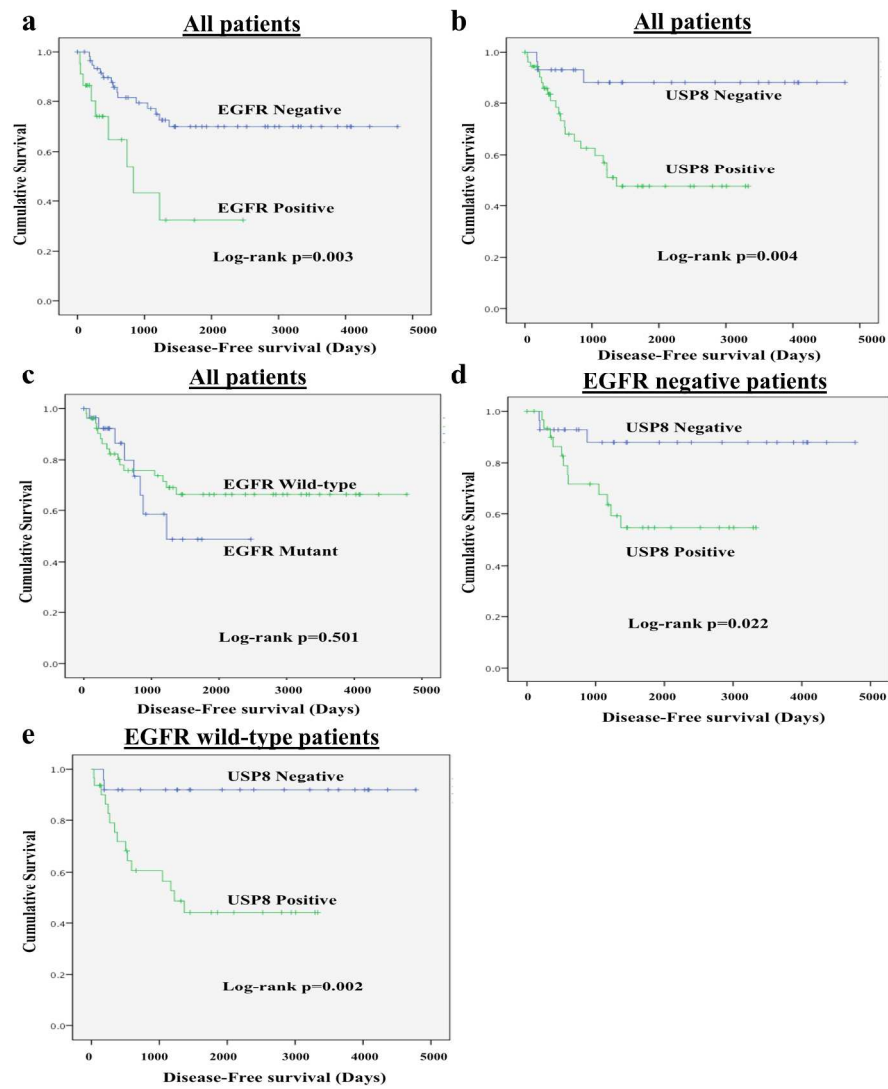 a
All patients
Cumulative Survival
1.0
0.8
0.6
0.4
0.2
0.0
EGFR Negative
EGFR Positive
Log-rank p=0.003
0 1000 2000 3000 4000 5000
Disease-Free survival (Days)
b
All patients
Cumulative Survival
1.0
0.8
0.6
0.4
0.2
0.0
USP8 Negative
USP8 Positive
Log-rank p=0.004
0 1000 2000 3000 4000 5000
Disease-Free survival (Days)
c
All patients
Cumulative Survival
1.0
0.8
0.6
0.4
0.2
0.0
EGFR Wild-type
EGFR Mutant
Log-rank p=0.501
0 1000 2000 3000 4000 5000
Disease-Free survival (Days)
d
EGFR negative patients
Cumulative Survival
1.0
0.8
0.6
0.4
0.2
0.0
USP8 Negative
USP8 Positive
Log-rank p=0.022
0 1000 2000 3000 4000 5000
Disease-Free survival (Days)
e
EGFR wild-type patients
Cumulative Survival
1.0
0.8
0.6
0.4
0.2
0.0
USP8 Negative
USP8 Positive
Log-rank p=0.002
0 1000 2000 3000 4000 5000
Disease-Free survival (Days)